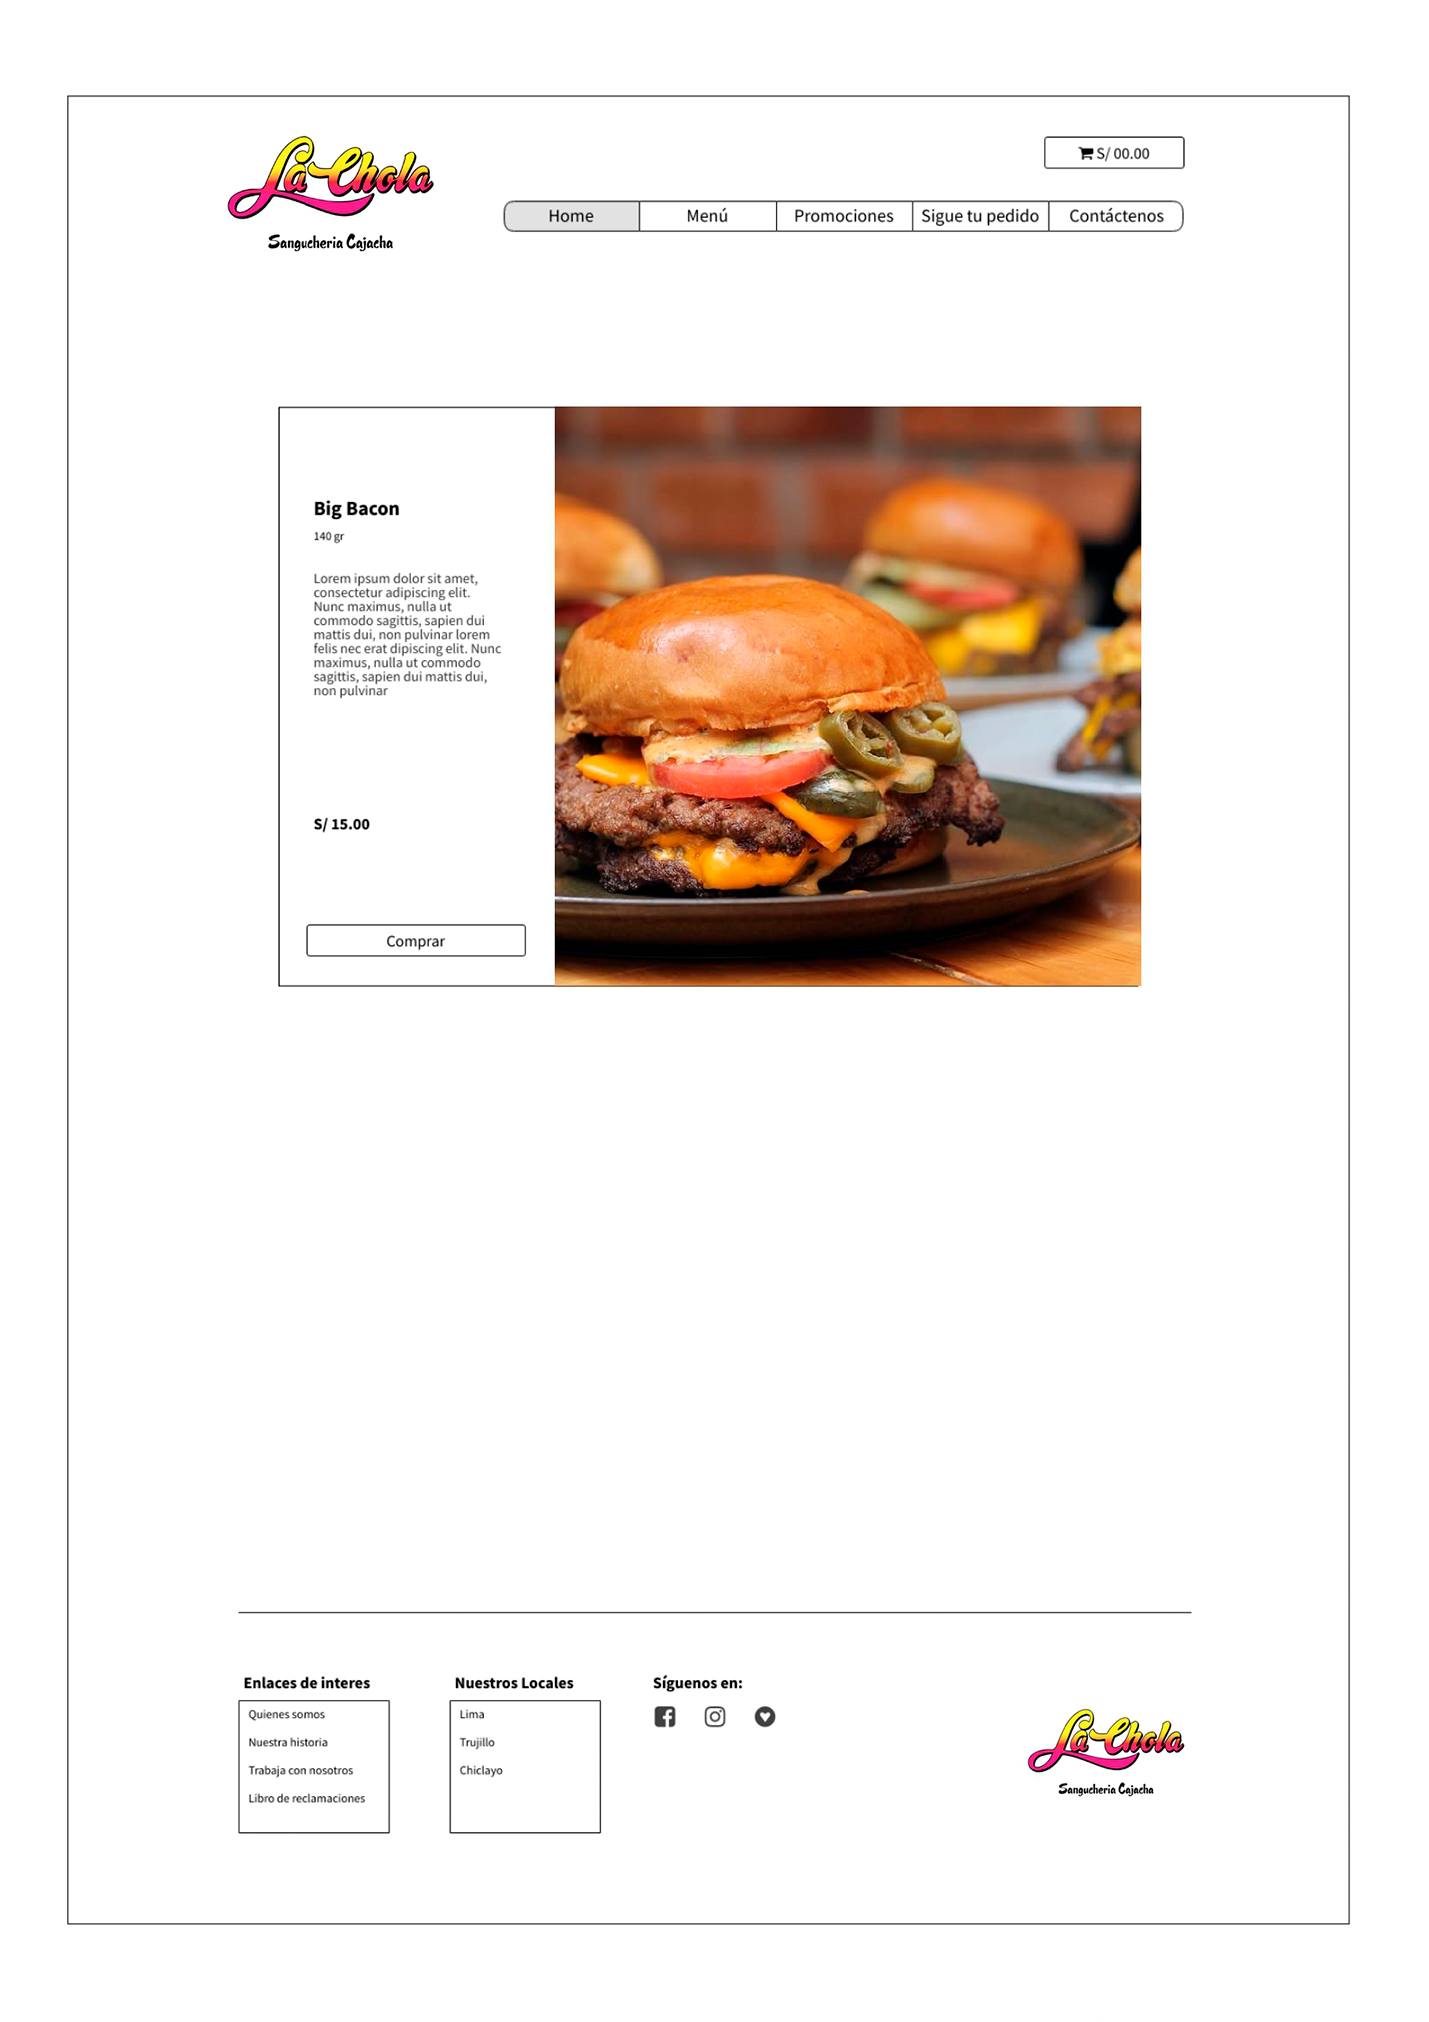 La Chola
Sangucheria Cajacha
S/ 00.00
Home
Menú
Promociones
Sigue tu pedido
Contáctenos
Big Bacon
140 gr
Lorem ipsum dolor sit amet,
consectetur adipiscing elit.
Nunc maximus, nulla ut
commodo sagittis, sapien dui
mattis dui, non pulvinar lorem
felis nec erat dipiscing elit. Nunc
maximus, nulla ut commodo
sagittis, sapien dui mattis dui,
non pulvinar
S/ 15.00
Comprar
Enlaces de interes
Quienes somos
Nuestra historia
Trabaja con nosotros
Libro de reclamaciones
Nuestros Locales
Lima
Trujillo
Chiclayo
Síguenos en:
La Chola
Sangucheria Cajacha